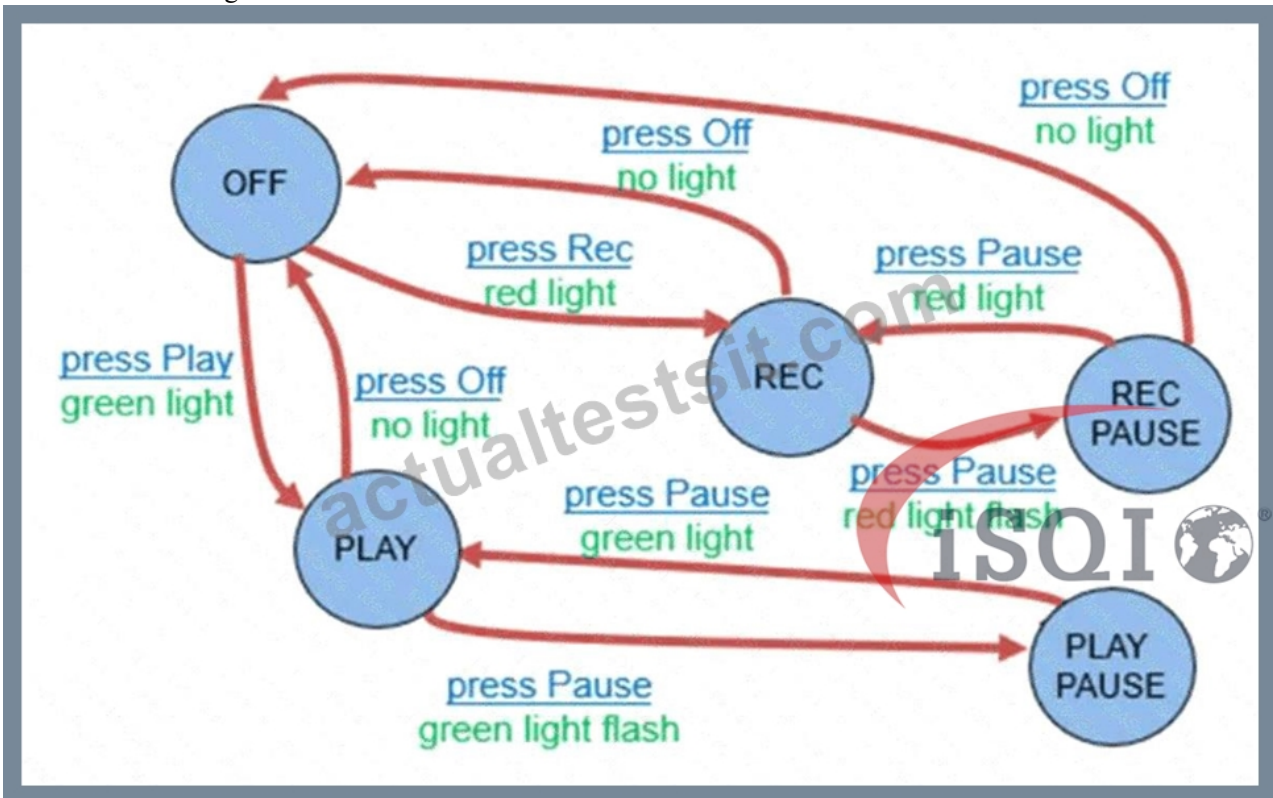 press Off
no light
press Off
no light
OFF
press Rec
red light
press Pause
red light
press Play
green light
press Off
no light
REC
REC
PAUSE
press Pause
red light flash
press Pause
green light
PLAY
PLAY
PAUSE
press Pause
green light flash
actualtestsit.com
iSQI ®